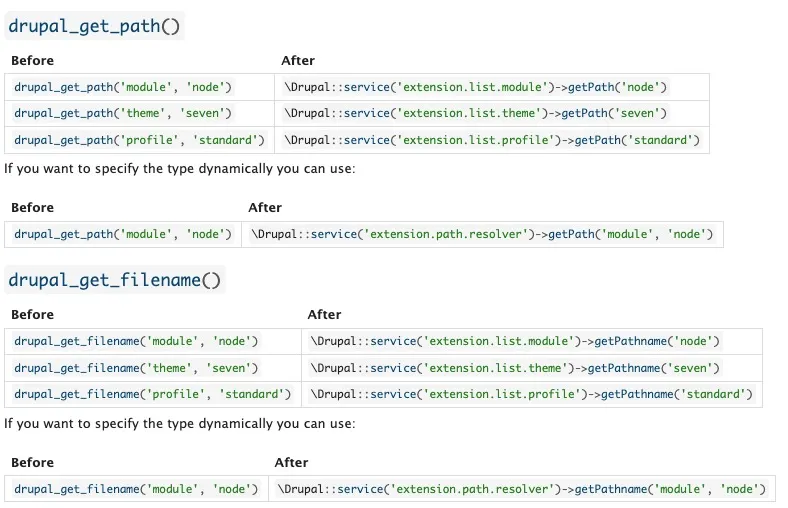 drupal_get_path()
Before After
drupal_get_path('module', 'node') \Drupal::service('extension.list.module')->getPath('node')
drupal_get_path('theme', 'seven') \Drupal::service('extension.list.theme')->getPath('seven')
drupal_get_path('profile', 'standard') \Drupal::service('extension.list.profile')->getPath('standard')
If you want to specify the type dynamically you can use:
Before After
drupal_get_path('module', 'node') \Drupal::service('extension.path.resolver')->getPath('module', 'node')
drupal_get_filename()
Before After
drupal_get_filename('module', 'node') \Drupal::service('extension.list.module')->getPathname('node')
drupal_get_filename('theme', 'seven') \Drupal::service('extension.list.theme')->getPathname('seven')
drupal_get_filename('profile', 'standard') \Drupal::service('extension.list.profile')->getPathname('standard')
If you want to specify the type dynamically you can use:
Before After
drupal_get_filename('module', 'node') \Drupal::service('extension.path.resolver')->getPathname('module', 'node')